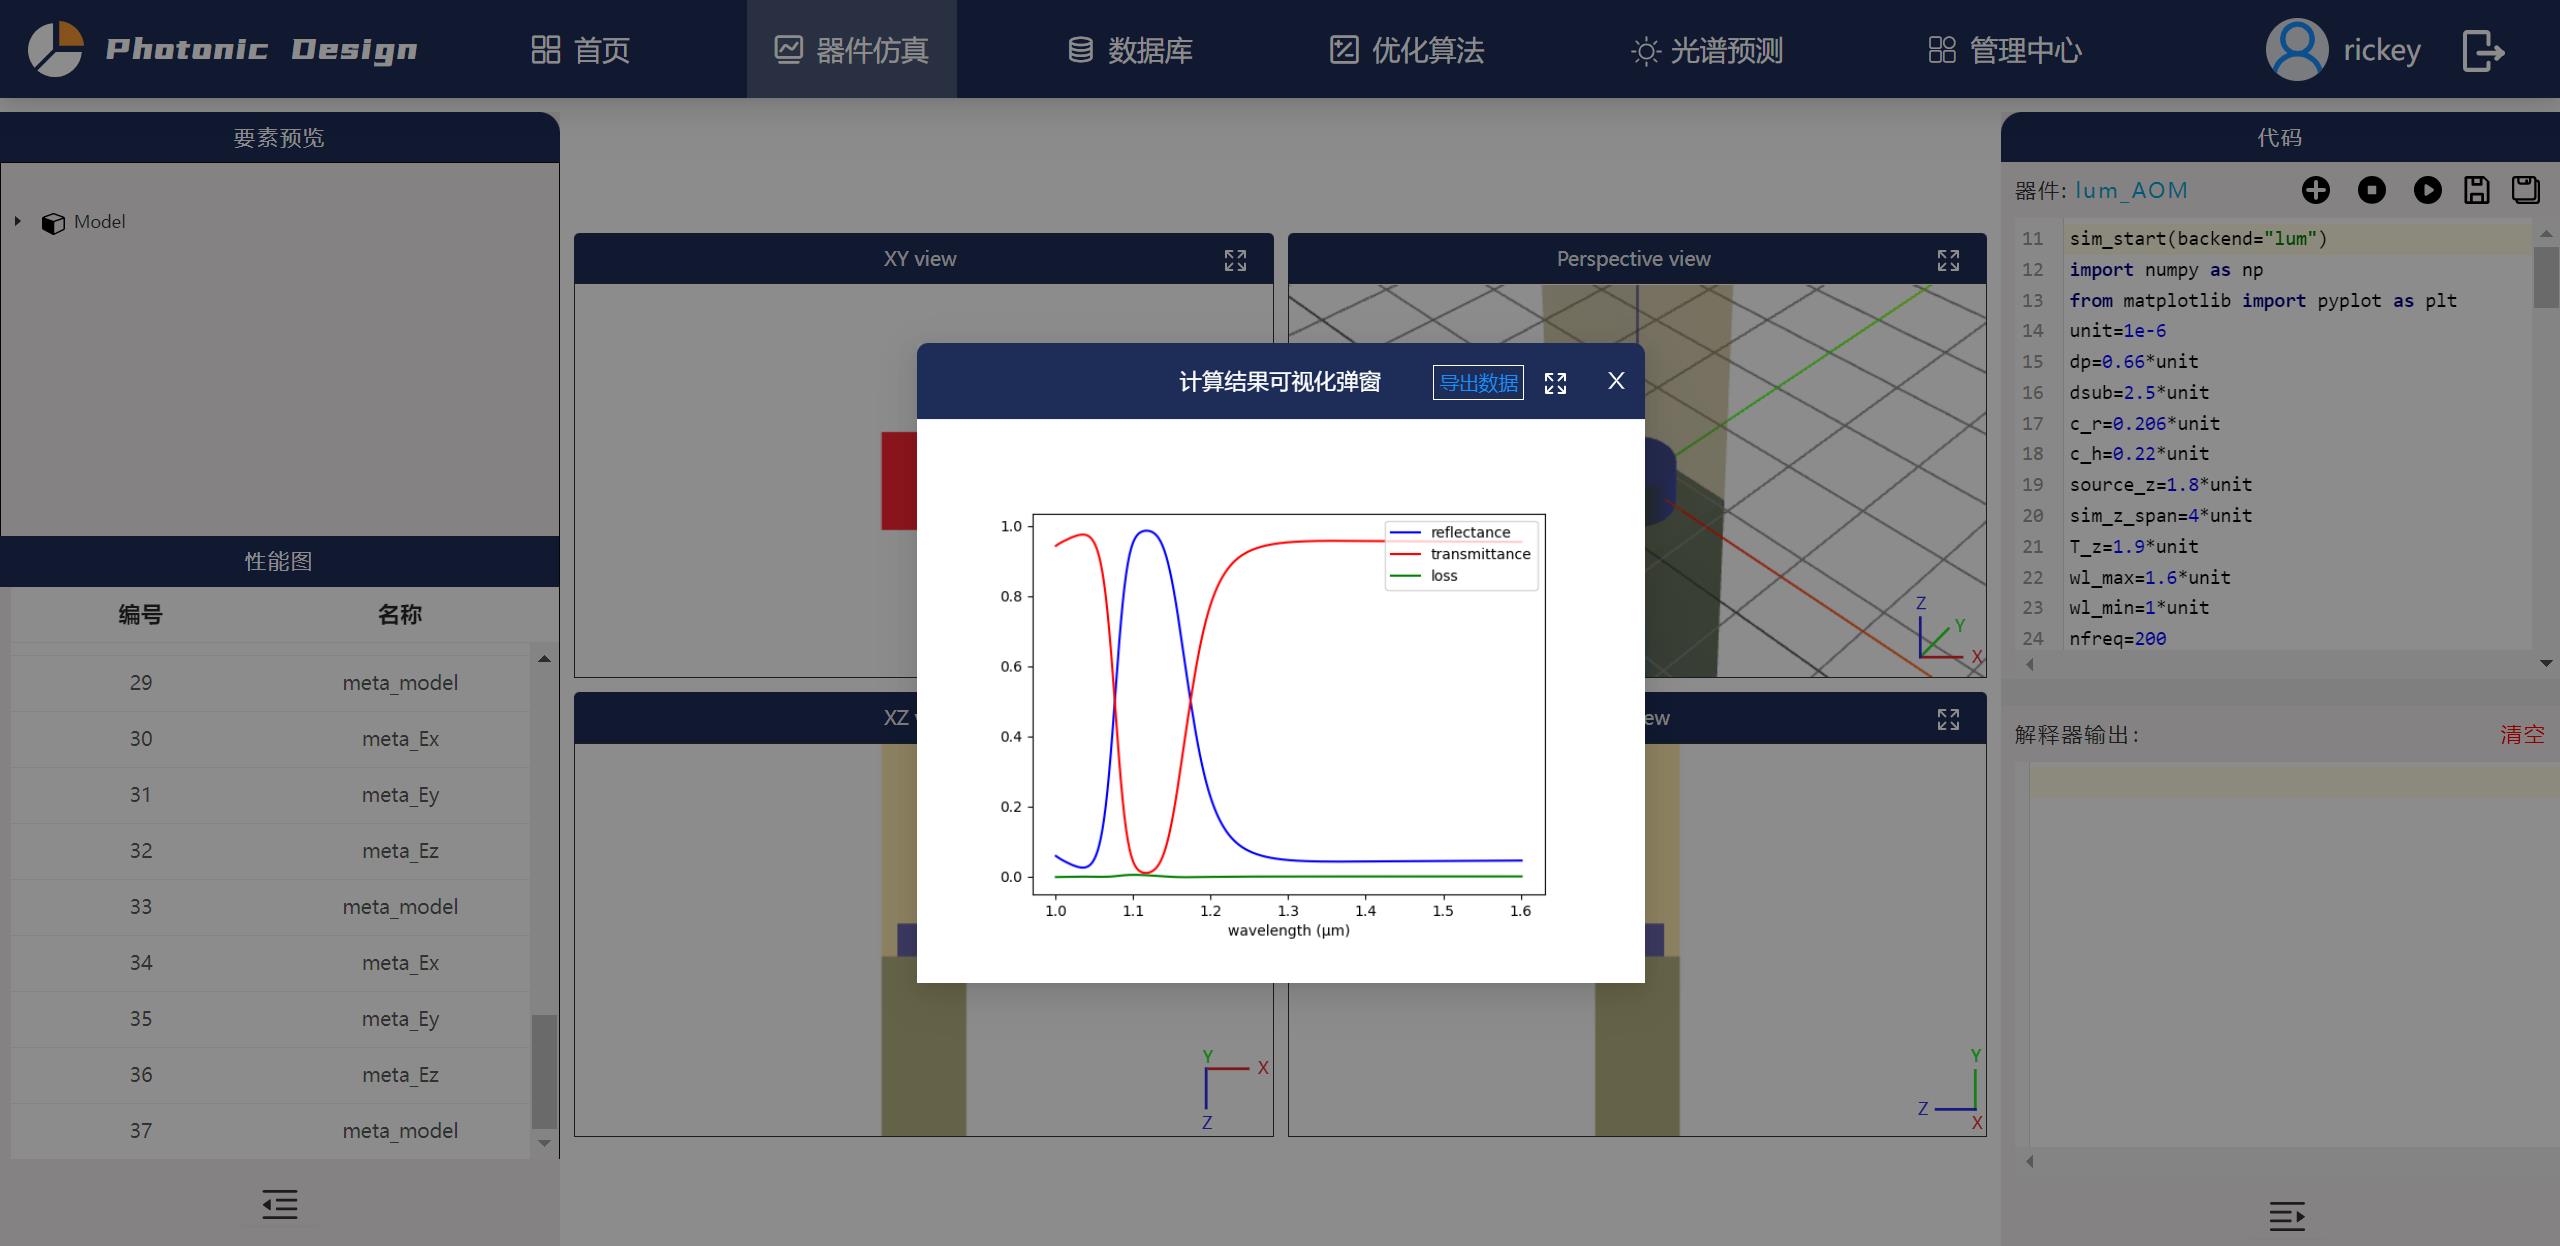 Photonic Design
首页
器件仿真
数据库
优化算法
光谱预测
管理中心
rickey
要素预览
Model
性能图
编号 名称
29 meta_model
30 meta_Ex
31 meta_Ey
32 meta_Ez
33 meta_model
34 meta_Ex
35 meta_Ey
36 meta_Ez
37 meta_model
XY view
Perspective view
Z
Y
X
XZ
ew
Y
X
Z
Y
Z
X
计算结果可视化弹窗
导出数据
X
reflectance
transmittance
loss
1.0
0.8
0.6
0.4
0.2
0.0
1.0 1.1 1.2 1.3 1.4 1.5 1.6
wavelength (μm)
代码
器件: lum_AOM
11 sim_start(backend="lum")
12 import numpy as np
13 from matplotlib import pyplot as plt
14 unit=1e-6
15 dp=0.66*unit
16 dsub=2.5*unit
17 c_r=0.206*unit
18 c_h=0.22*unit
19 source_z=1.8*unit
20 sim_z_span=4*unit
21 T_z=1.9*unit
22 wl_max=1.6*unit
23 wl_min=1*unit
24 nfreq=200
解释器输出:
清空